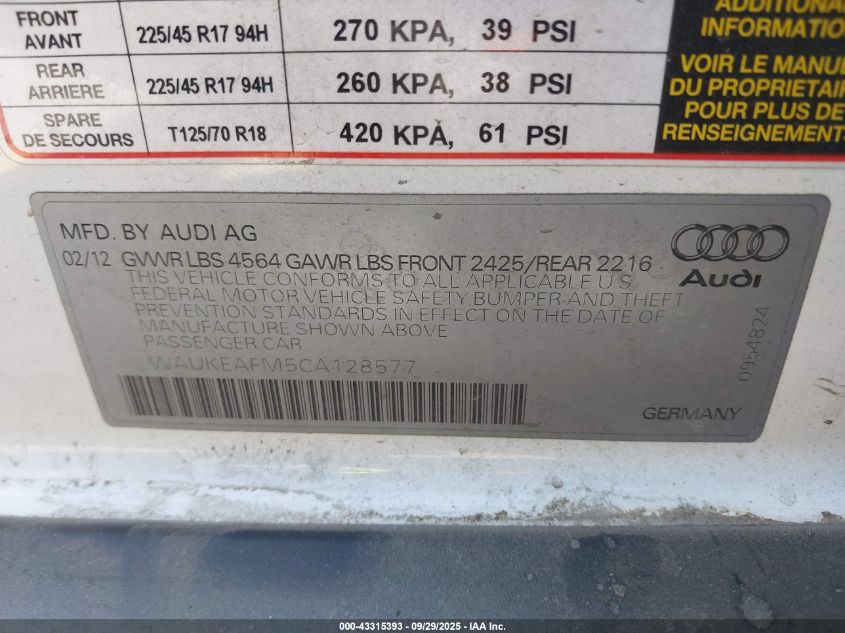 FRONT AVANT 225/45 R17 94H 270 KPA, 39 PSI
REAR ARRIERE 225/45 R17 94H 260 KPA, 38 PSI
SPARE DE SECOURS T125/70 R18 420 KPA, 61 PSI
ADDITIONA
INFORMATION
VOIR LE MANU
DU PROPRIETAIR
POUR PLUS DE
RENSEIGNEMENTS
MFD. BY AUDI AG
02/12 GVWR LBS 4564 GAWR LBS FRONT 2425/REAR 2216
THIS VEHICLE CONFORMS TO ALL APPLICABLE U S
FEDERAL MOTOR VEHICLE SAFETY BUMPER-AND THEFT
PREVENTION STANDARDS IN EFFECT ON THE DATE OF
MANUFACTURE SHOWN ABOVE
PASSENGER CAR
WAUKEAFM5CA128577
Audi
0954824
GERMANY
000-43315393 - 09/29/2025 - IAA Inc.